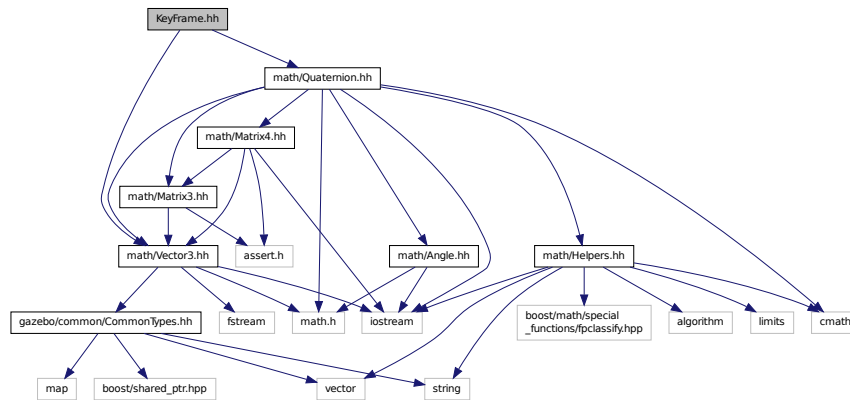 KeyFrame.hh
math/Quaternion.hh
math/Matrix4.hh
math/Matrix3.hh
math/Vector3.hh
assert.h
math/Angle.hh
math/Helpers.hh
gazebo/common/CommonTypes.hh
fstream
math.h
iostream
boost/math/special
_functions/fpclassify.hpp
algorithm
limits
cmath
map
boost/shared_ptr.hpp
vector
string